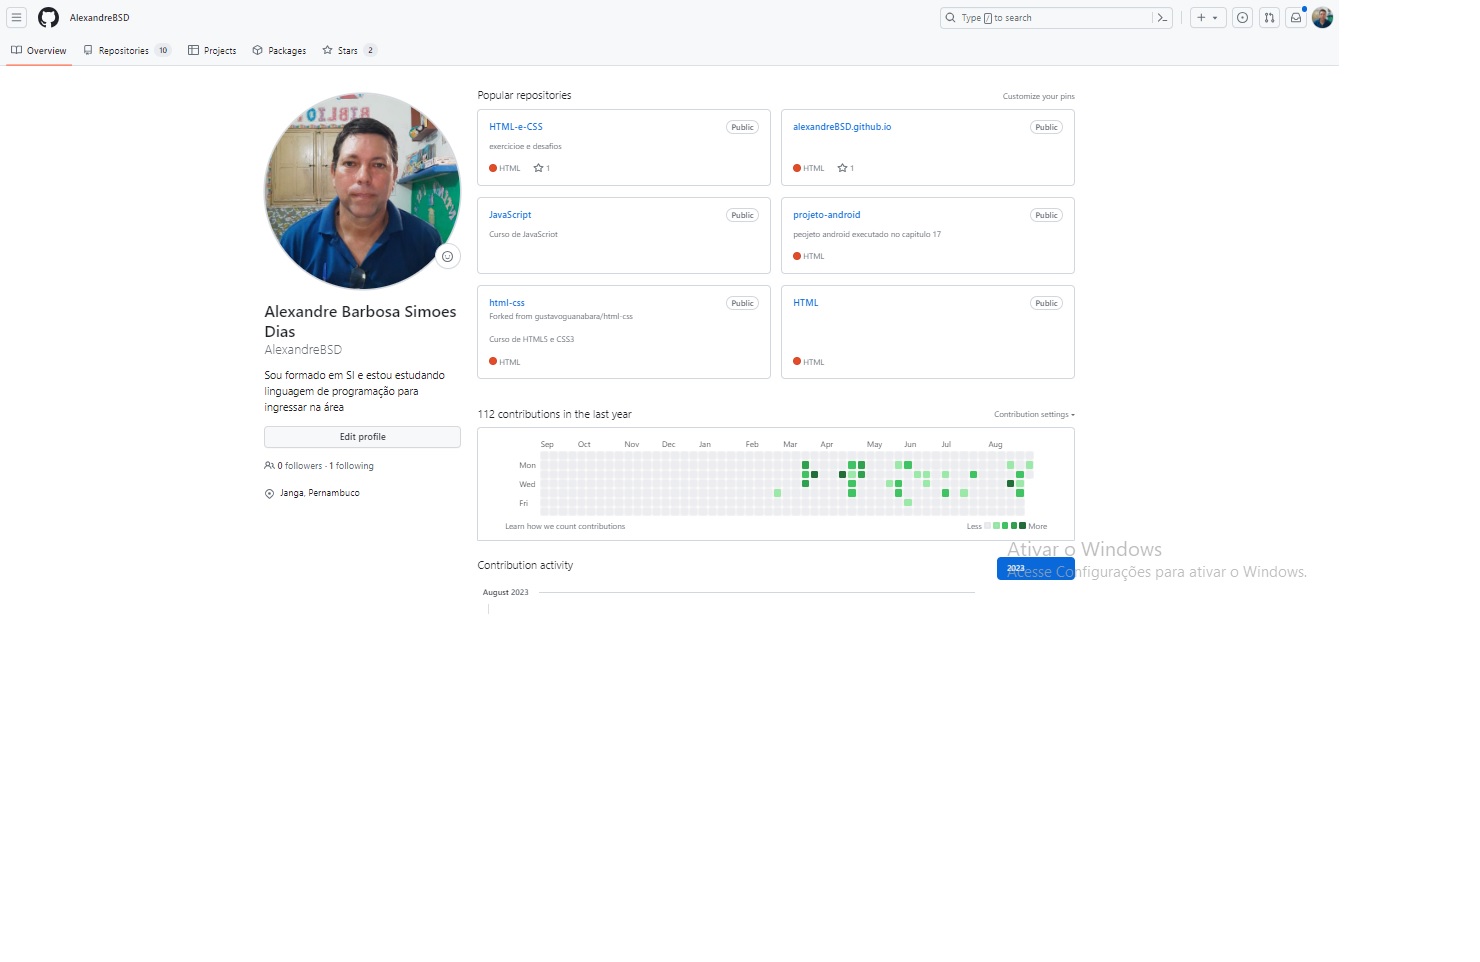 AlexandreBSD
Type / to search
Overview
Repositories 10
Projects
Packages
Stars 2
Popular repositories
Customize your pins
HTML-e-CSS
Public
exercicioe e desafios
HTML
1
alexandreBSD.github.io
Public
HTML
1
JavaScript
Public
Curso de JavaScriot
projeto-android
Public
peojeto android executado no capitulo 17
HTML
html-css
Public
Forked from gustavoguanabara/html-css
Curso de HTML5 e CSS3
HTML
HTML
Public
HTML
Alexandre Barbosa Simoes
Dias
AlexandreBSD
Sou formado em SI e estou estudando
linguagem de programação para
ingressar na área
Edit profile
0 followers · 1 following
Janga, Pernambuco
112 contributions in the last year
Contribution settings
Sep Oct Nov Dec Jan Feb Mar Apr May Jun Jul Aug
Mon
Wed
Fri
Learn how we count contributions
Less More
Contribution activity
2023
August 2023
Ativar o Windows
Acesse Configurações para ativar o Windows.